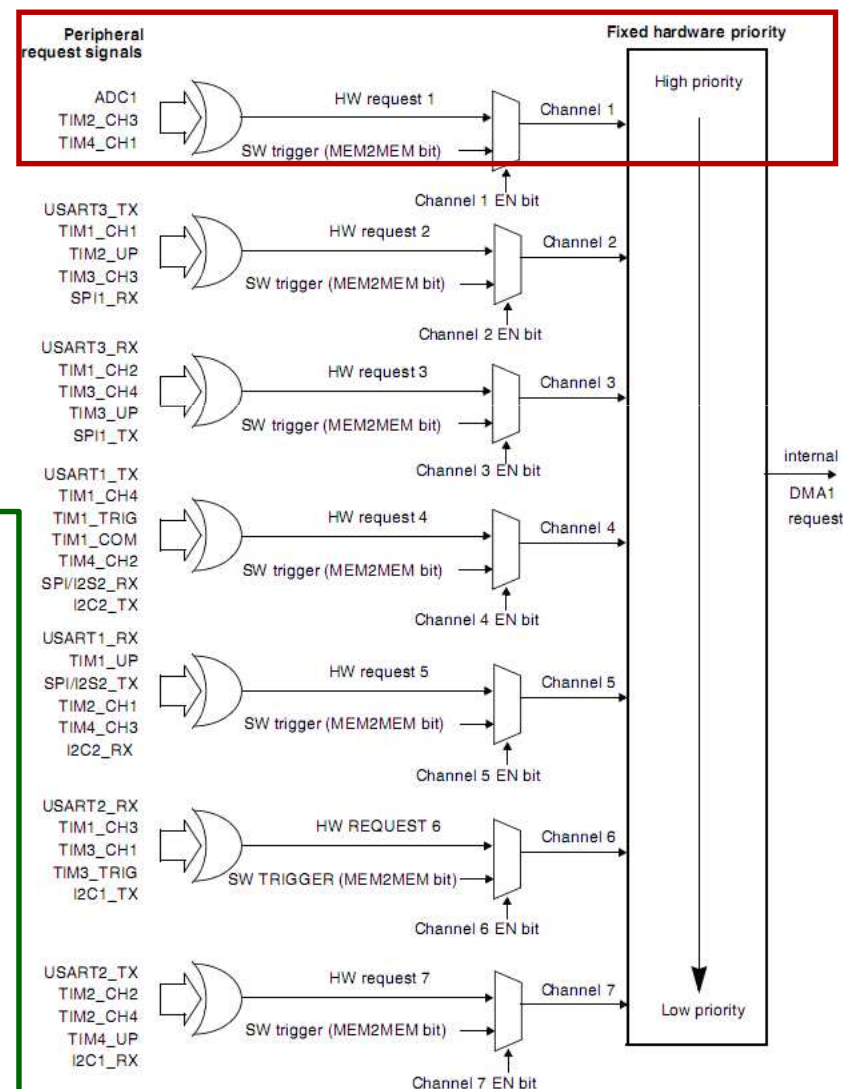 Peripheral
request signals
Fixed hardware priority
High priority
ADC1
TIM2_CH3
TIM4_CH1
HW request 1
SW trigger (MEM2MEM bit)
Channel 1
Channel 1 EN bit
USART3_TX
TIM1_CH1
TIM2_UP
TIM3_CH3
SPI1_RX
HW request 2
SW trigger (MEM2MEM bit)
Channel 2
Channel 2 EN bit
USART3_RX
TIM1_CH2
TIM3_CH4
TIM3_UP
SPI1_TX
HW request 3
SW trigger (MEM2MEM bit)
Channel 3
Channel 3 EN bit
internal
DMA1
request
USART1_TX
TIM1_CH4
TIM1_TRIG
TIM1_COM
TIM4_CH2
SPI/I2S2_RX
I2C2_TX
HW request 4
SW trigger (MEM2MEM bit)
Channel 4
Channel 4 EN bit
USART1_RX
TIM1_UP
SPI/I2S2_TX
TIM2_CH1
TIM4_CH3
I2C2_RX
HW request 5
SW trigger (MEM2MEM bit)
Channel 5
Channel 5 EN bit
USART2_RX
TIM1_CH3
TIM3_CH1
TIM3_TRIG
I2C1_TX
HW REQUEST 6
SW TRIGGER (MEM2MEM bit)
Channel 6
Channel 6 EN bit
USART2_TX
TIM2_CH2
TIM2_CH4
TIM4_UP
I2C1_RX
HW request 7
SW trigger (MEM2MEM bit)
Channel 7
Channel 7 EN bit
Low priority